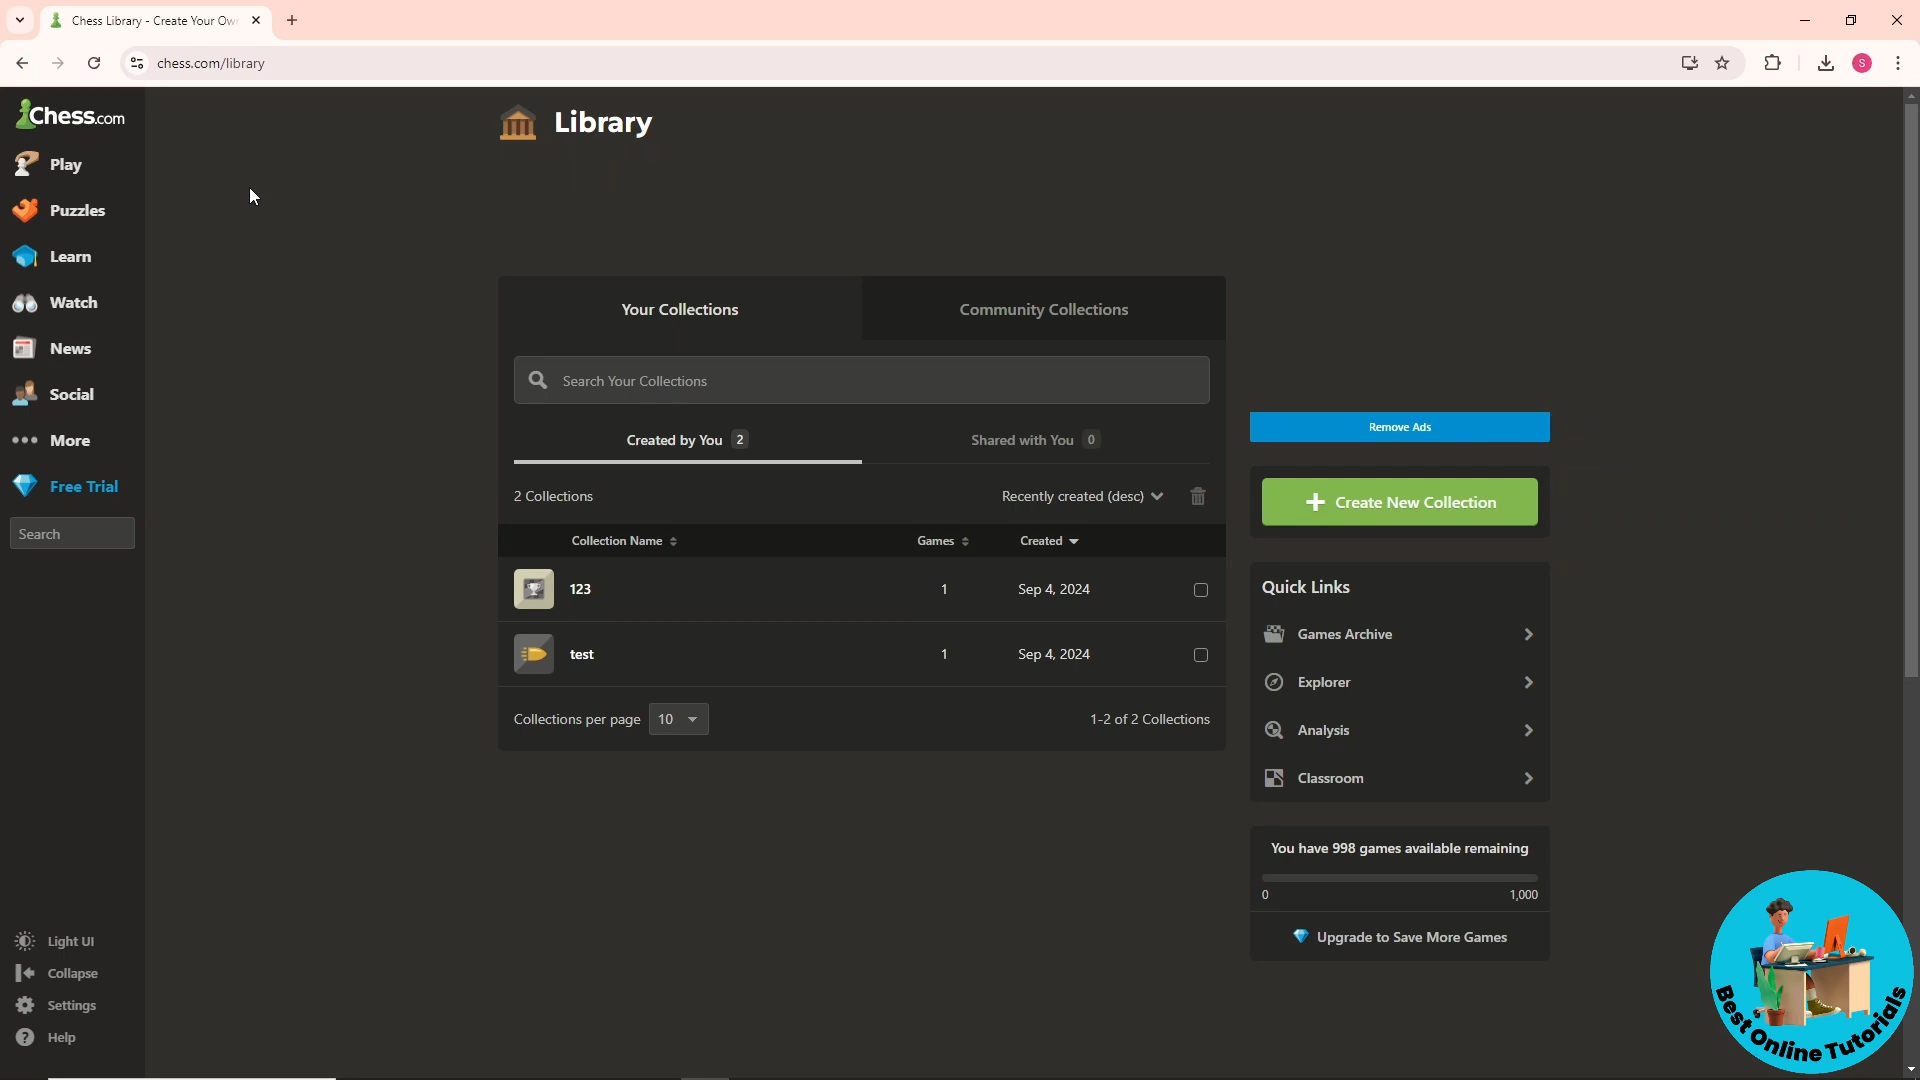 Chess Library - Create Your Ow
chess.com/library
S
Chess.com
Play
Puzzles
Learn
Watch
News
Social
More
Free Trial
Search
Light UI
Collapse
Settings
Help
Library
Your Collections
Community Collections
Search Your Collections
Created by You 2
Shared with You 0
2 Collections
Recently created (desc)
Collection Name Games Created
123 1 Sep 4, 2024
test 1 Sep 4, 2024
Collections per page 10
1-2 of 2 Collections
Remove Ads
Create New Collection
Quick Links
Games Archive
Explorer
Analysis
Classroom
You have 998 games available remaining
0 1,000
Upgrade to Save More Games
Best Online Tutorials